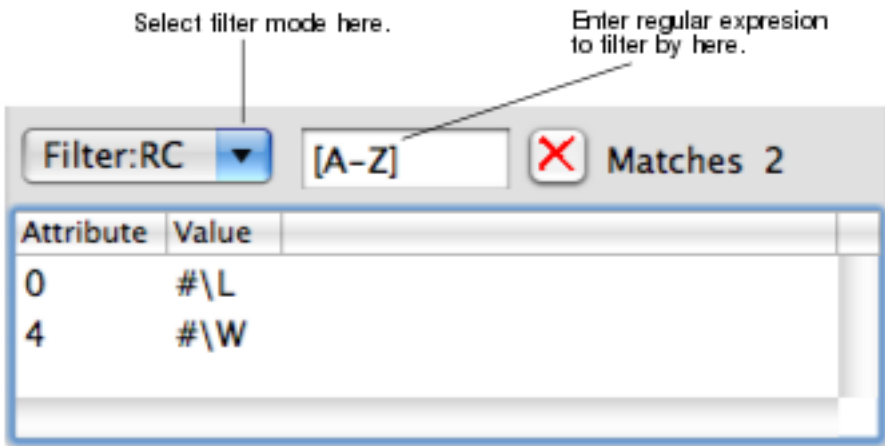 Select filter mode here.
Enter regular expresion
to filter by here.
Filter:RC [A-Z] Matches 2
Attribute Value
0 #\L
4 #\W